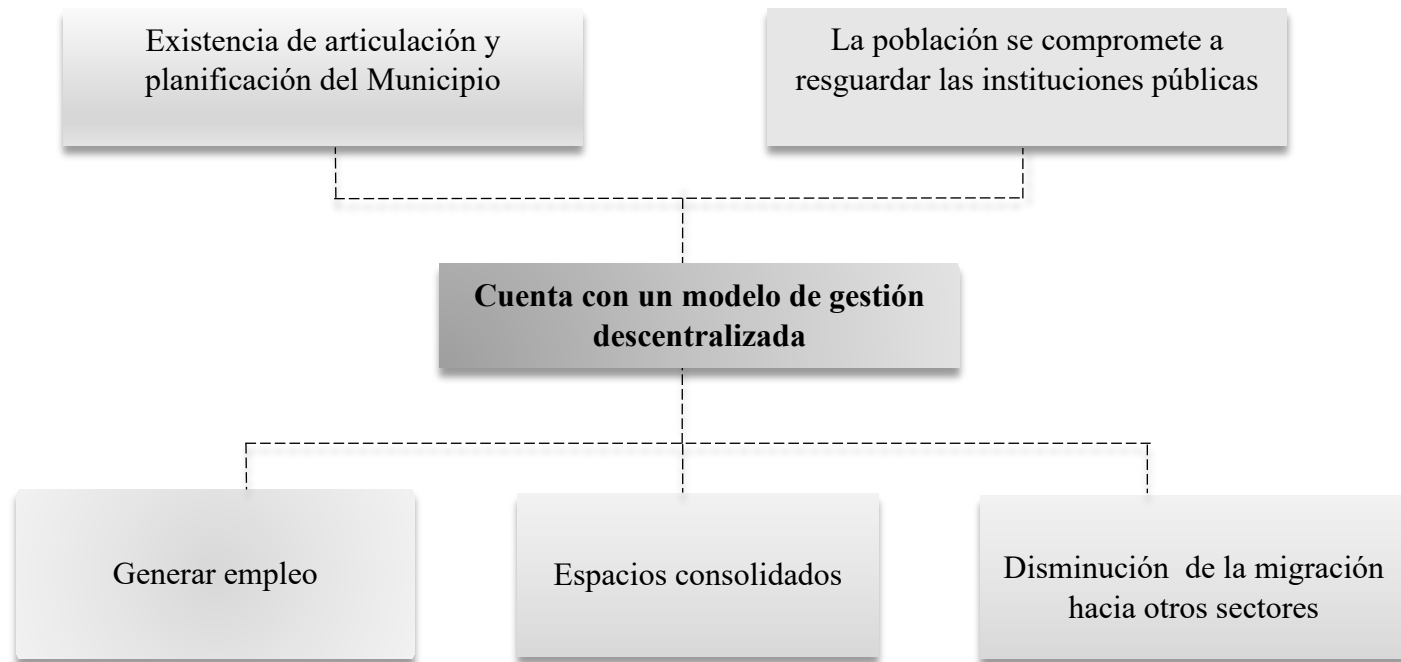 Existencia de articulación y
planificación del Municipio
La población se compromete a
resguardar las instituciones públicas
Cuenta con un modelo de gestión
descentralizada
Generar empleo
Espacios consolidados
Disminución  de la migración
hacia otros sectores